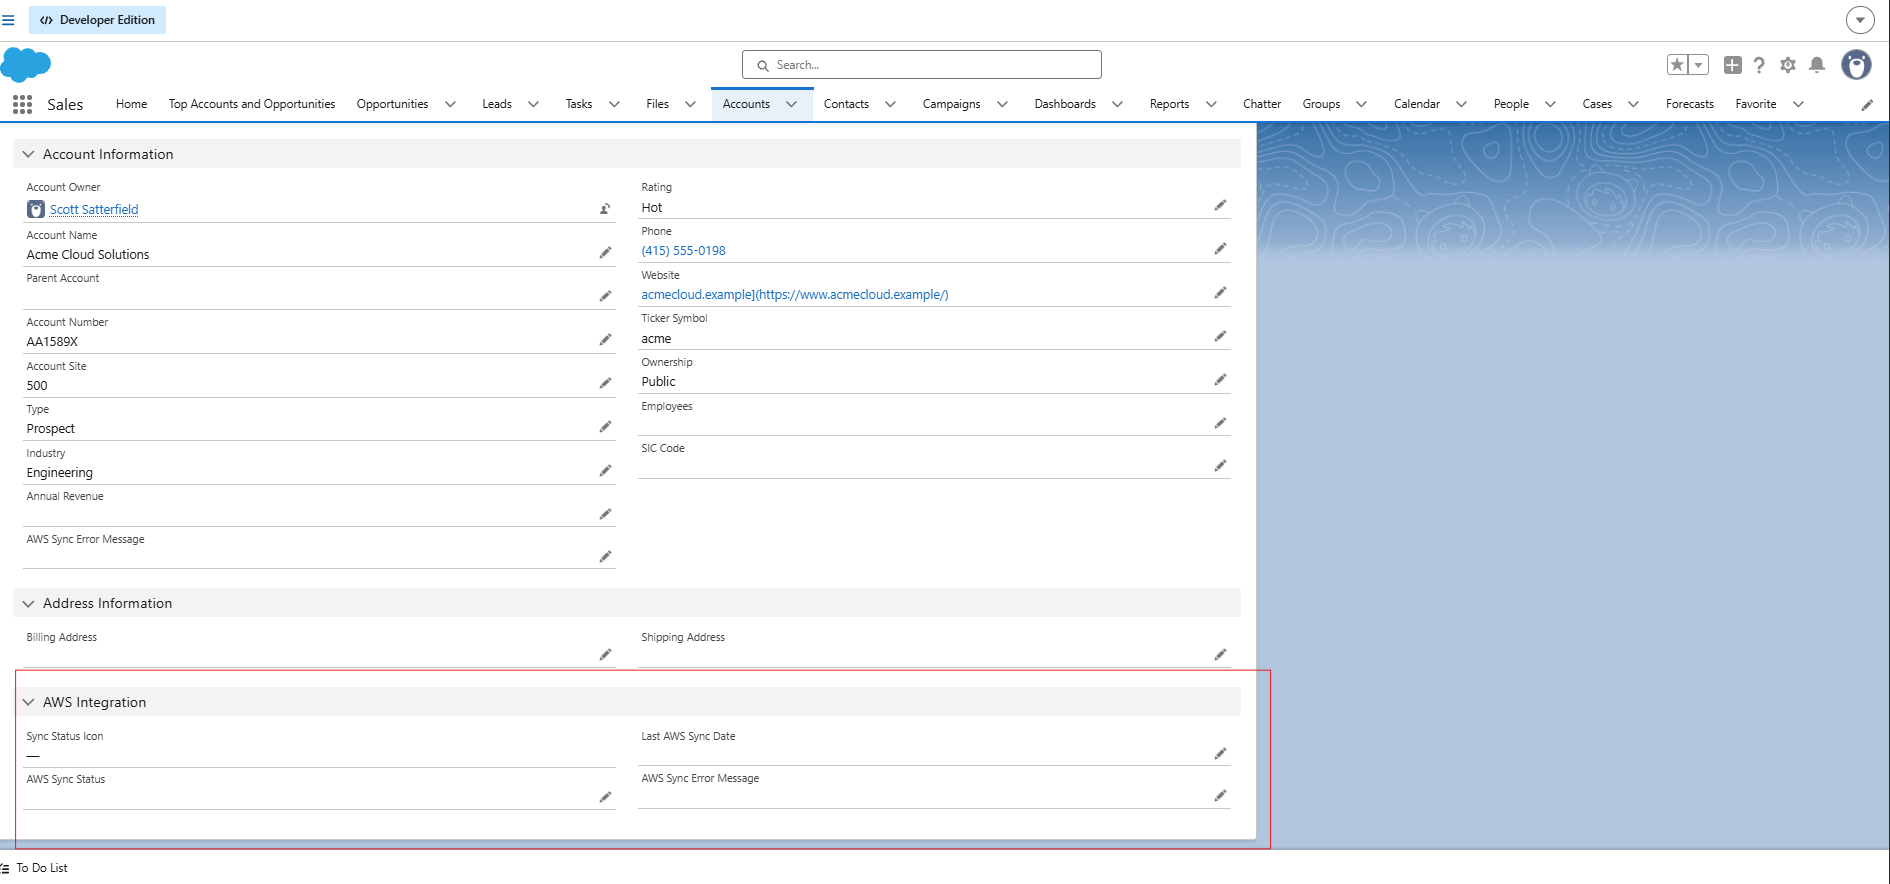 Developer Edition
Search...
Sales
Home
Top Accounts and Opportunities
Opportunities
Leads
Tasks
Files
Accounts
Contacts
Campaigns
Dashboards
Reports
Chatter
Groups
Calendar
People
Cases
Forecasts
Favorite
Account Information
Account Owner
Scott Satterfield
Account Name
Acme Cloud Solutions
Parent Account
Account Number
AA1589X
Account Site
500
Type
Prospect
Industry
Engineering
Annual Revenue
AWS Sync Error Message
Rating
Hot
Phone
(415) 555-0198
Website
acmecloud.example](https://www.acmecloud.example/)
Ticker Symbol
acme
Ownership
Public
Employees
SIC Code
Address Information
Billing Address
Shipping Address
AWS Integration
Sync Status Icon
—
AWS Sync Status
Last AWS Sync Date
AWS Sync Error Message
To Do List